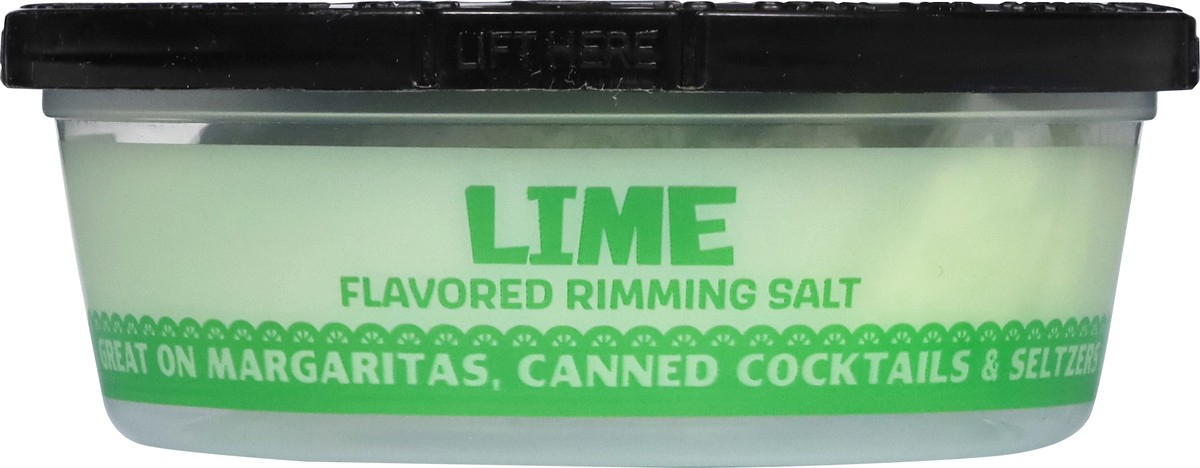 LIFT HERE
LIME
FLAVORED RIMMING SALT
GREAT ON MARGARITAS, CANNED COCKTAILS & SELTZERS